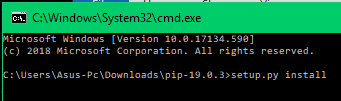 C:\Windows\System32\cmd.exe
Microsoft Windows [Version 10.0.17134.590]
(c) 2018 Microsoft Corporation. All rights reserved.
C:\Users\Asus-Pc\Downloads\pip-19.0.3>setup.py install